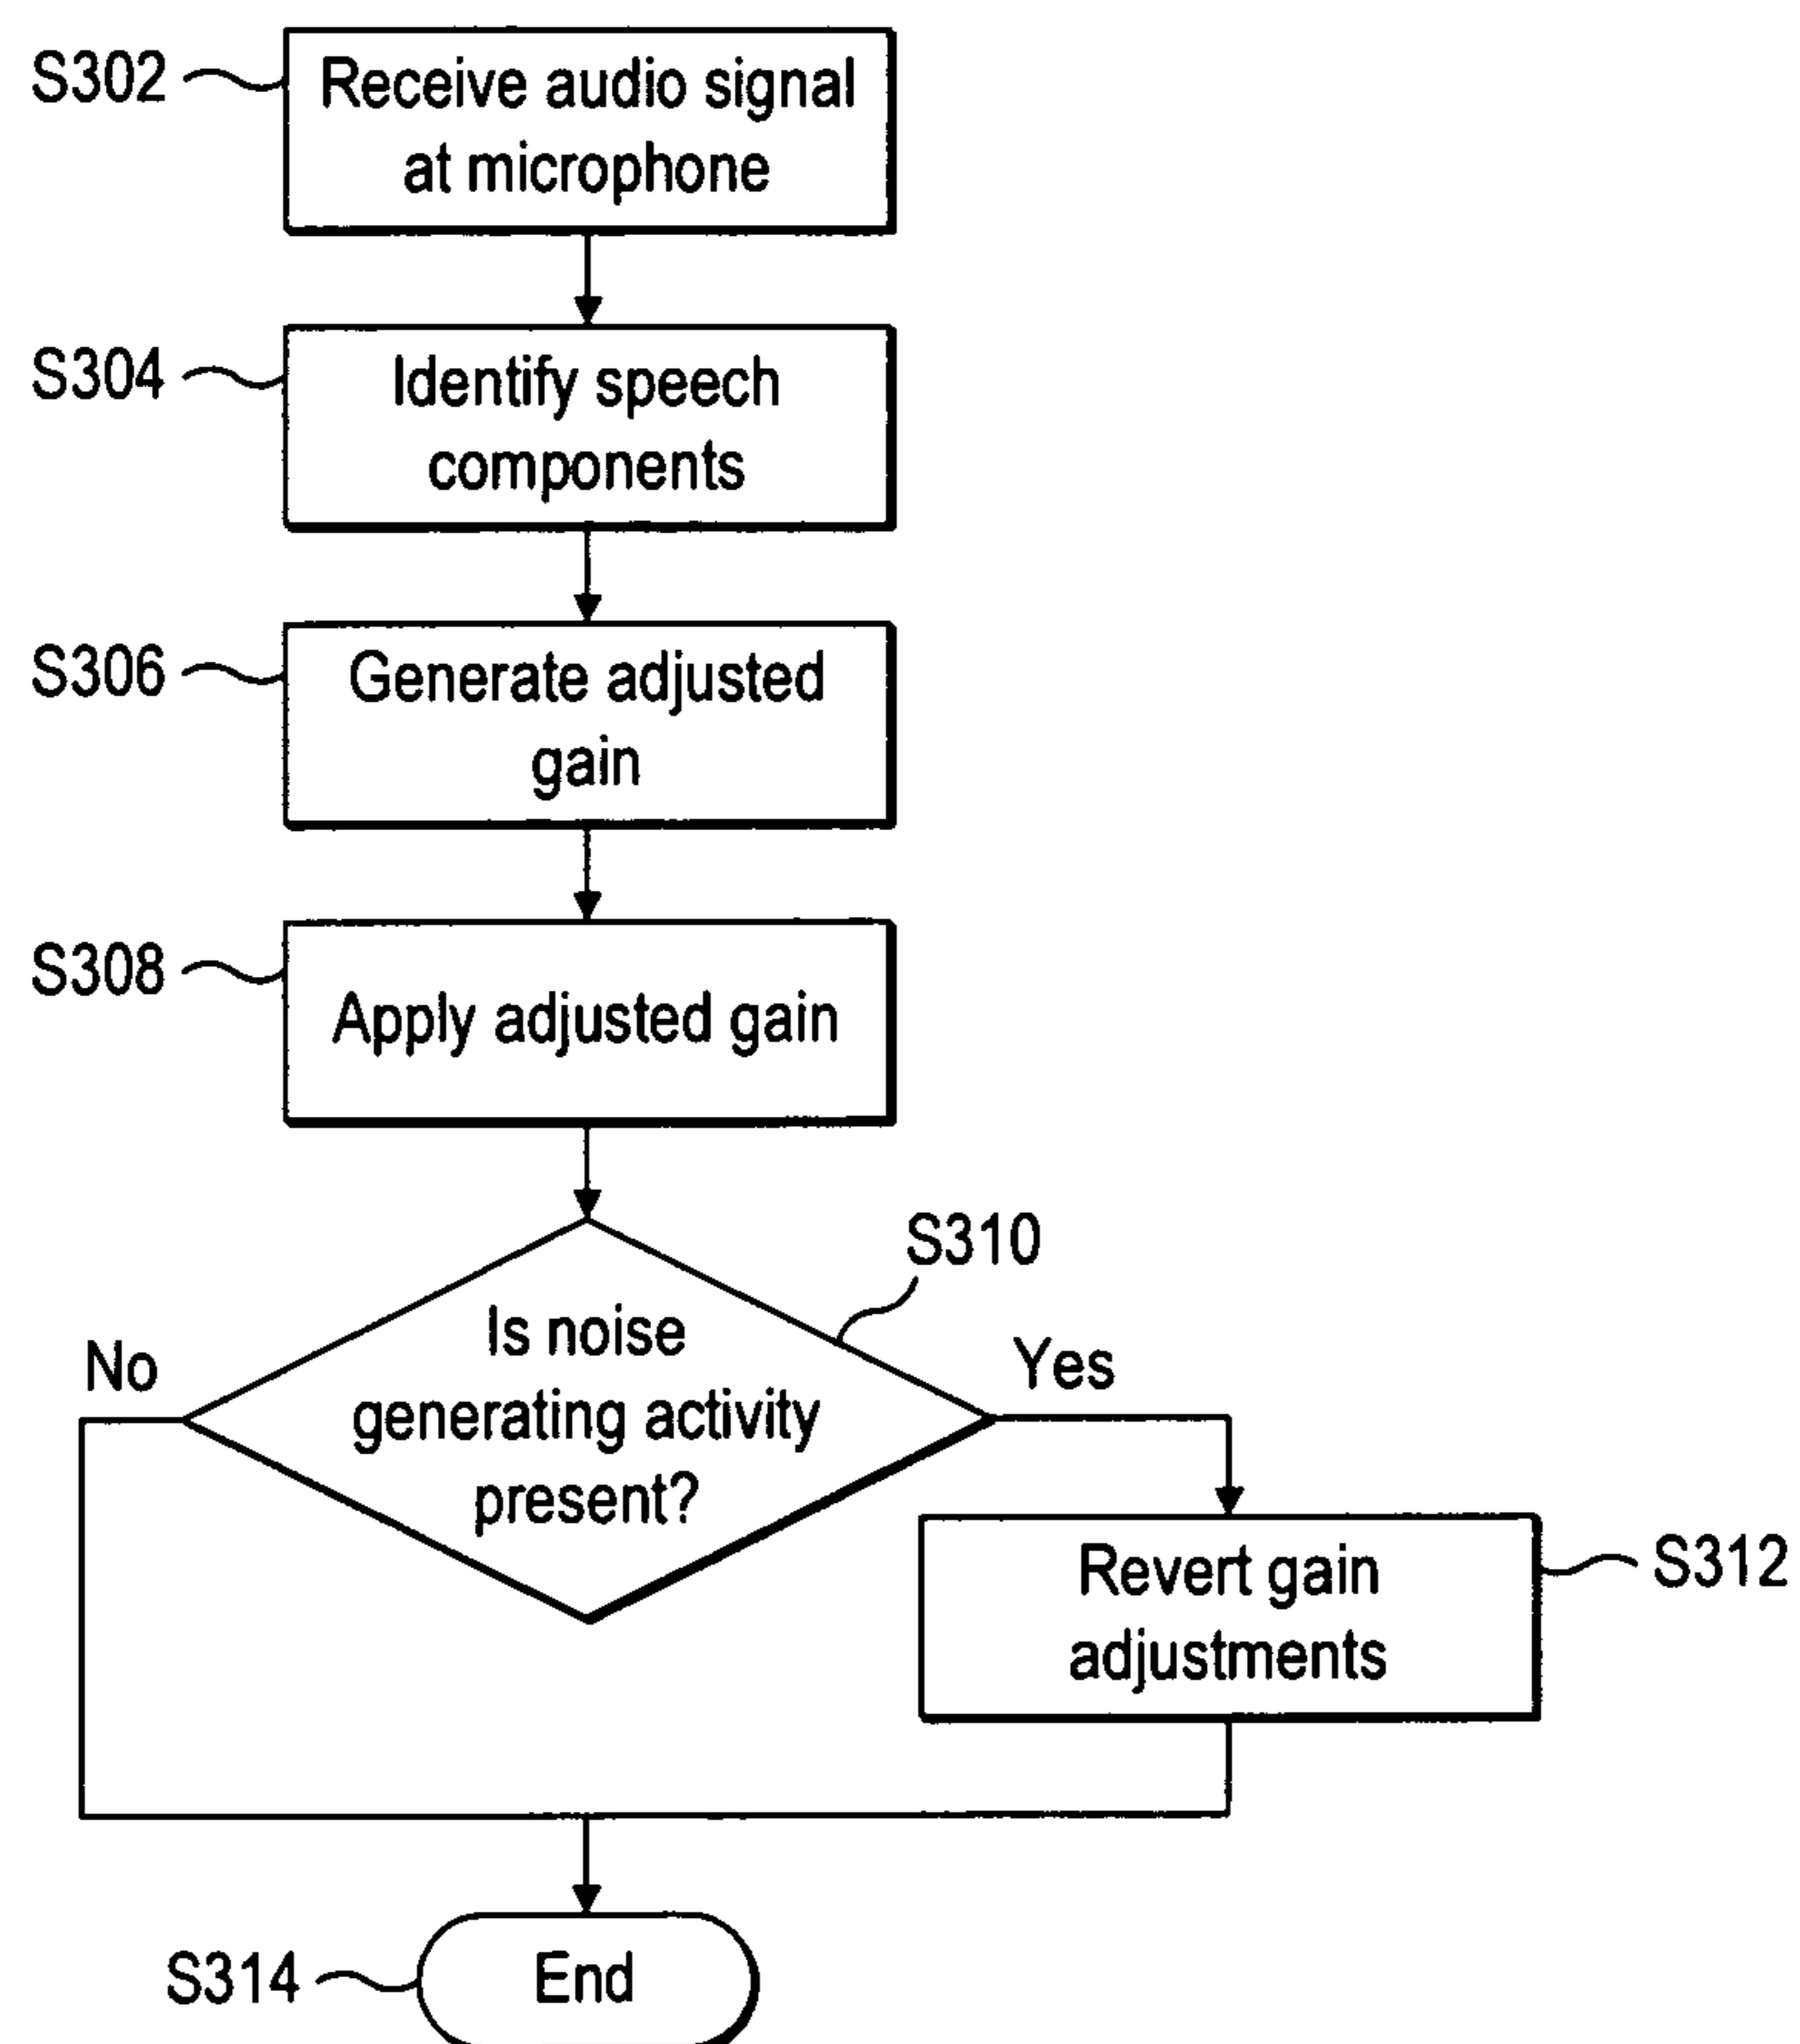 S302
Receive audio signal
at microphone
S304
Identify speech
components
S306
Generate adjusted
gain
S308
Apply adjusted gain
S310
Is noise
generating activity
present?
No
Yes
Revert gain
adjustments
S312
S314
End